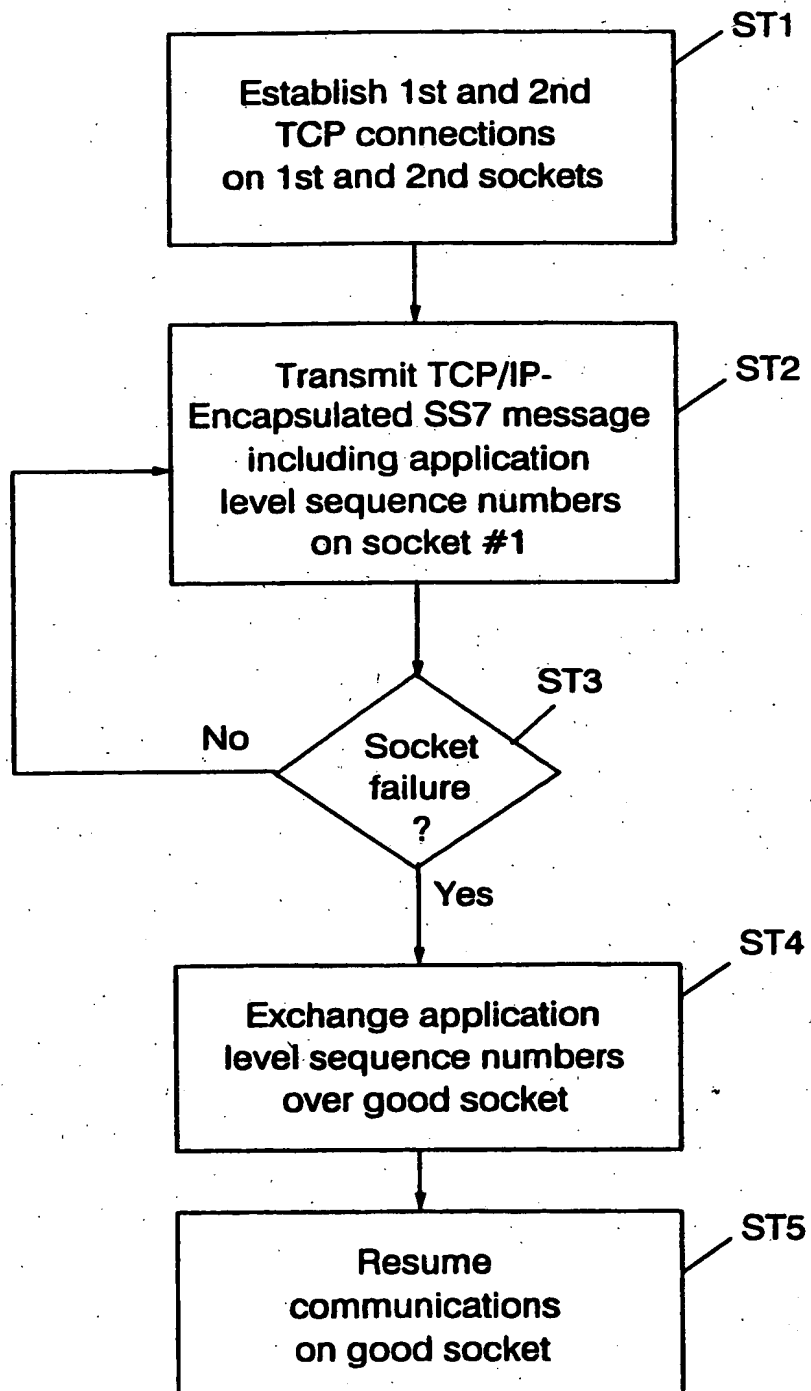 ST1
Establish 1st and 2nd
TCP connections
on 1st and 2nd sockets
ST2
Transmit TCP/IP-
Encapsulated SS7 message
including application
level sequence numbers
on socket #1
ST3
No
Socket
failure
?
Yes
ST4
Exchange application
level sequence numbers
over good socket
ST5
Resume
communications
on good socket